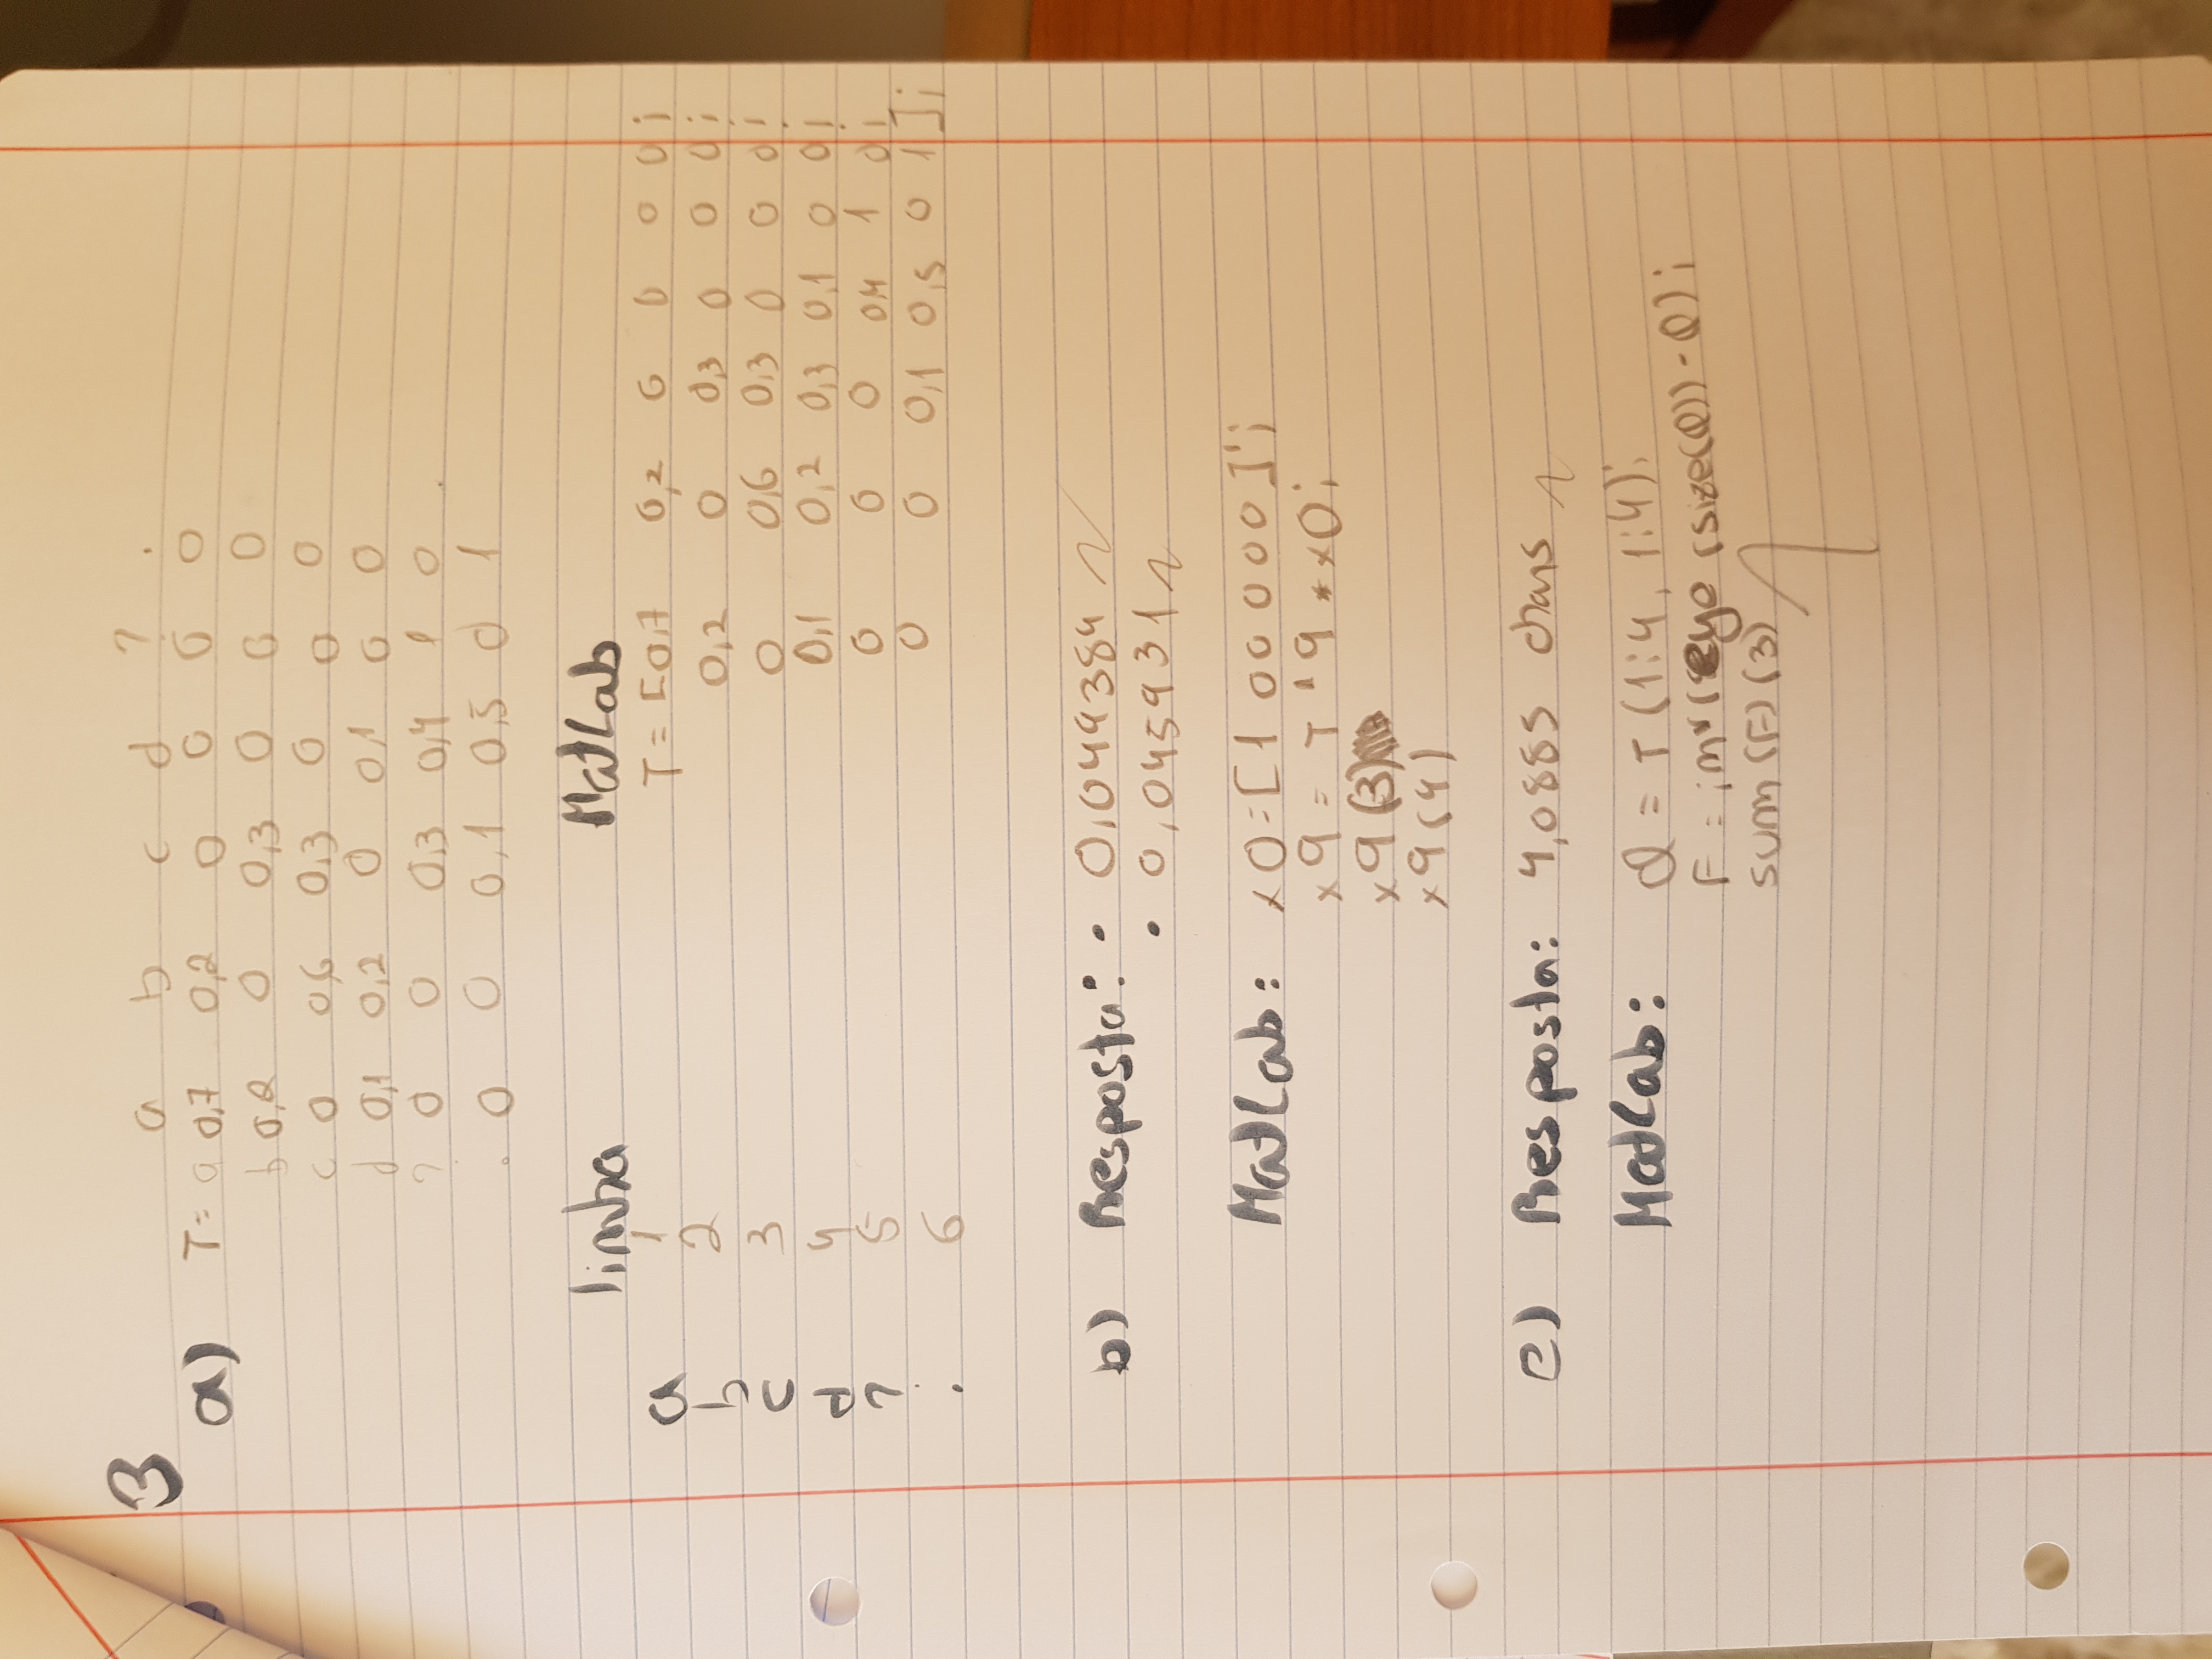 3
a b c d ? .
a) T= a 0,7 0,2 0 0 0 0
b 0,2 0 0,3 0 0 0
c 0 0,6 0,3 0 0 0
d 0,1 0,2 0 0,1 0 0
? 0 0 0,3 0,4 1 0
. 0 0 0,1 0,5 0 1
linha MatLab
a 1 T = [0,7 0,2 0 0 0 0;
b 2 0,2 0 0,3 0 0 0;
c 3 0 0,6 0,3 0 0 0;
d 4 0,1 0,2 0,3 0,1 0 0;
? 5 0 0 0 0,4 1 0;
. 6 0 0 0,1 0,5 0 1];
b) Resposta: • 0,049384
• 0,045931
MatLab: x0=[1 0 0 0 0 0]';
x9 = T^9 * x0;
x9(3)
x9(4)
c) Resposta: 4,0885 chars
MatLab: Q = T(1:4, 1:4);
F = inv(eye(size(Q))-Q);
sum(F)(3)